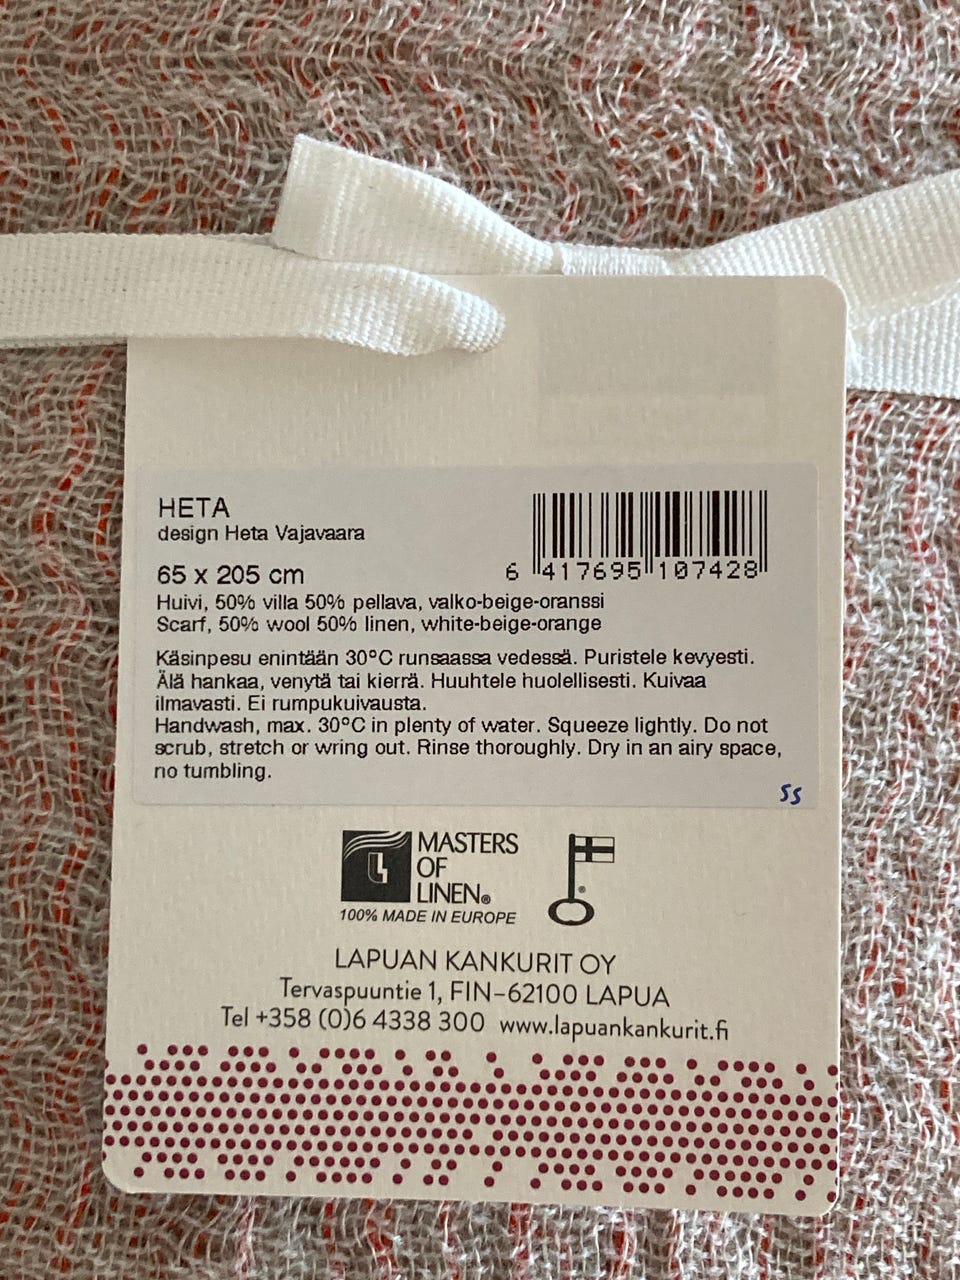 HETA
design Heta Vajavaara
65 x 205 cm
6 417695 107428
Huivi, 50% villa 50% pellava, valko-beige-oranssi
Scarf, 50% wool 50% linen, white-beige-orange
Käsinpesu enintään 30°C runsaassa vedessä. Puristele kevyesti.
Älä hankaa, venytä tai kierrä. Huuhtele huolellisesti. Kuivaa
ilmavasti. Ei rumpukuivausta.
Handwash, max. 30°C in plenty of water. Squeeze lightly. Do not
scrub, stretch or wring out. Rinse thoroughly. Dry in an airy space,
no tumbling.
SS
MASTERS
OF
LINEN®
100% MADE IN EUROPE
®
LAPUAN KANKURIT OY
Tervaspuuntie 1, FIN-62100 LAPUA
Tel +358 (0)6 4338 300 www.lapuankankurit.fi